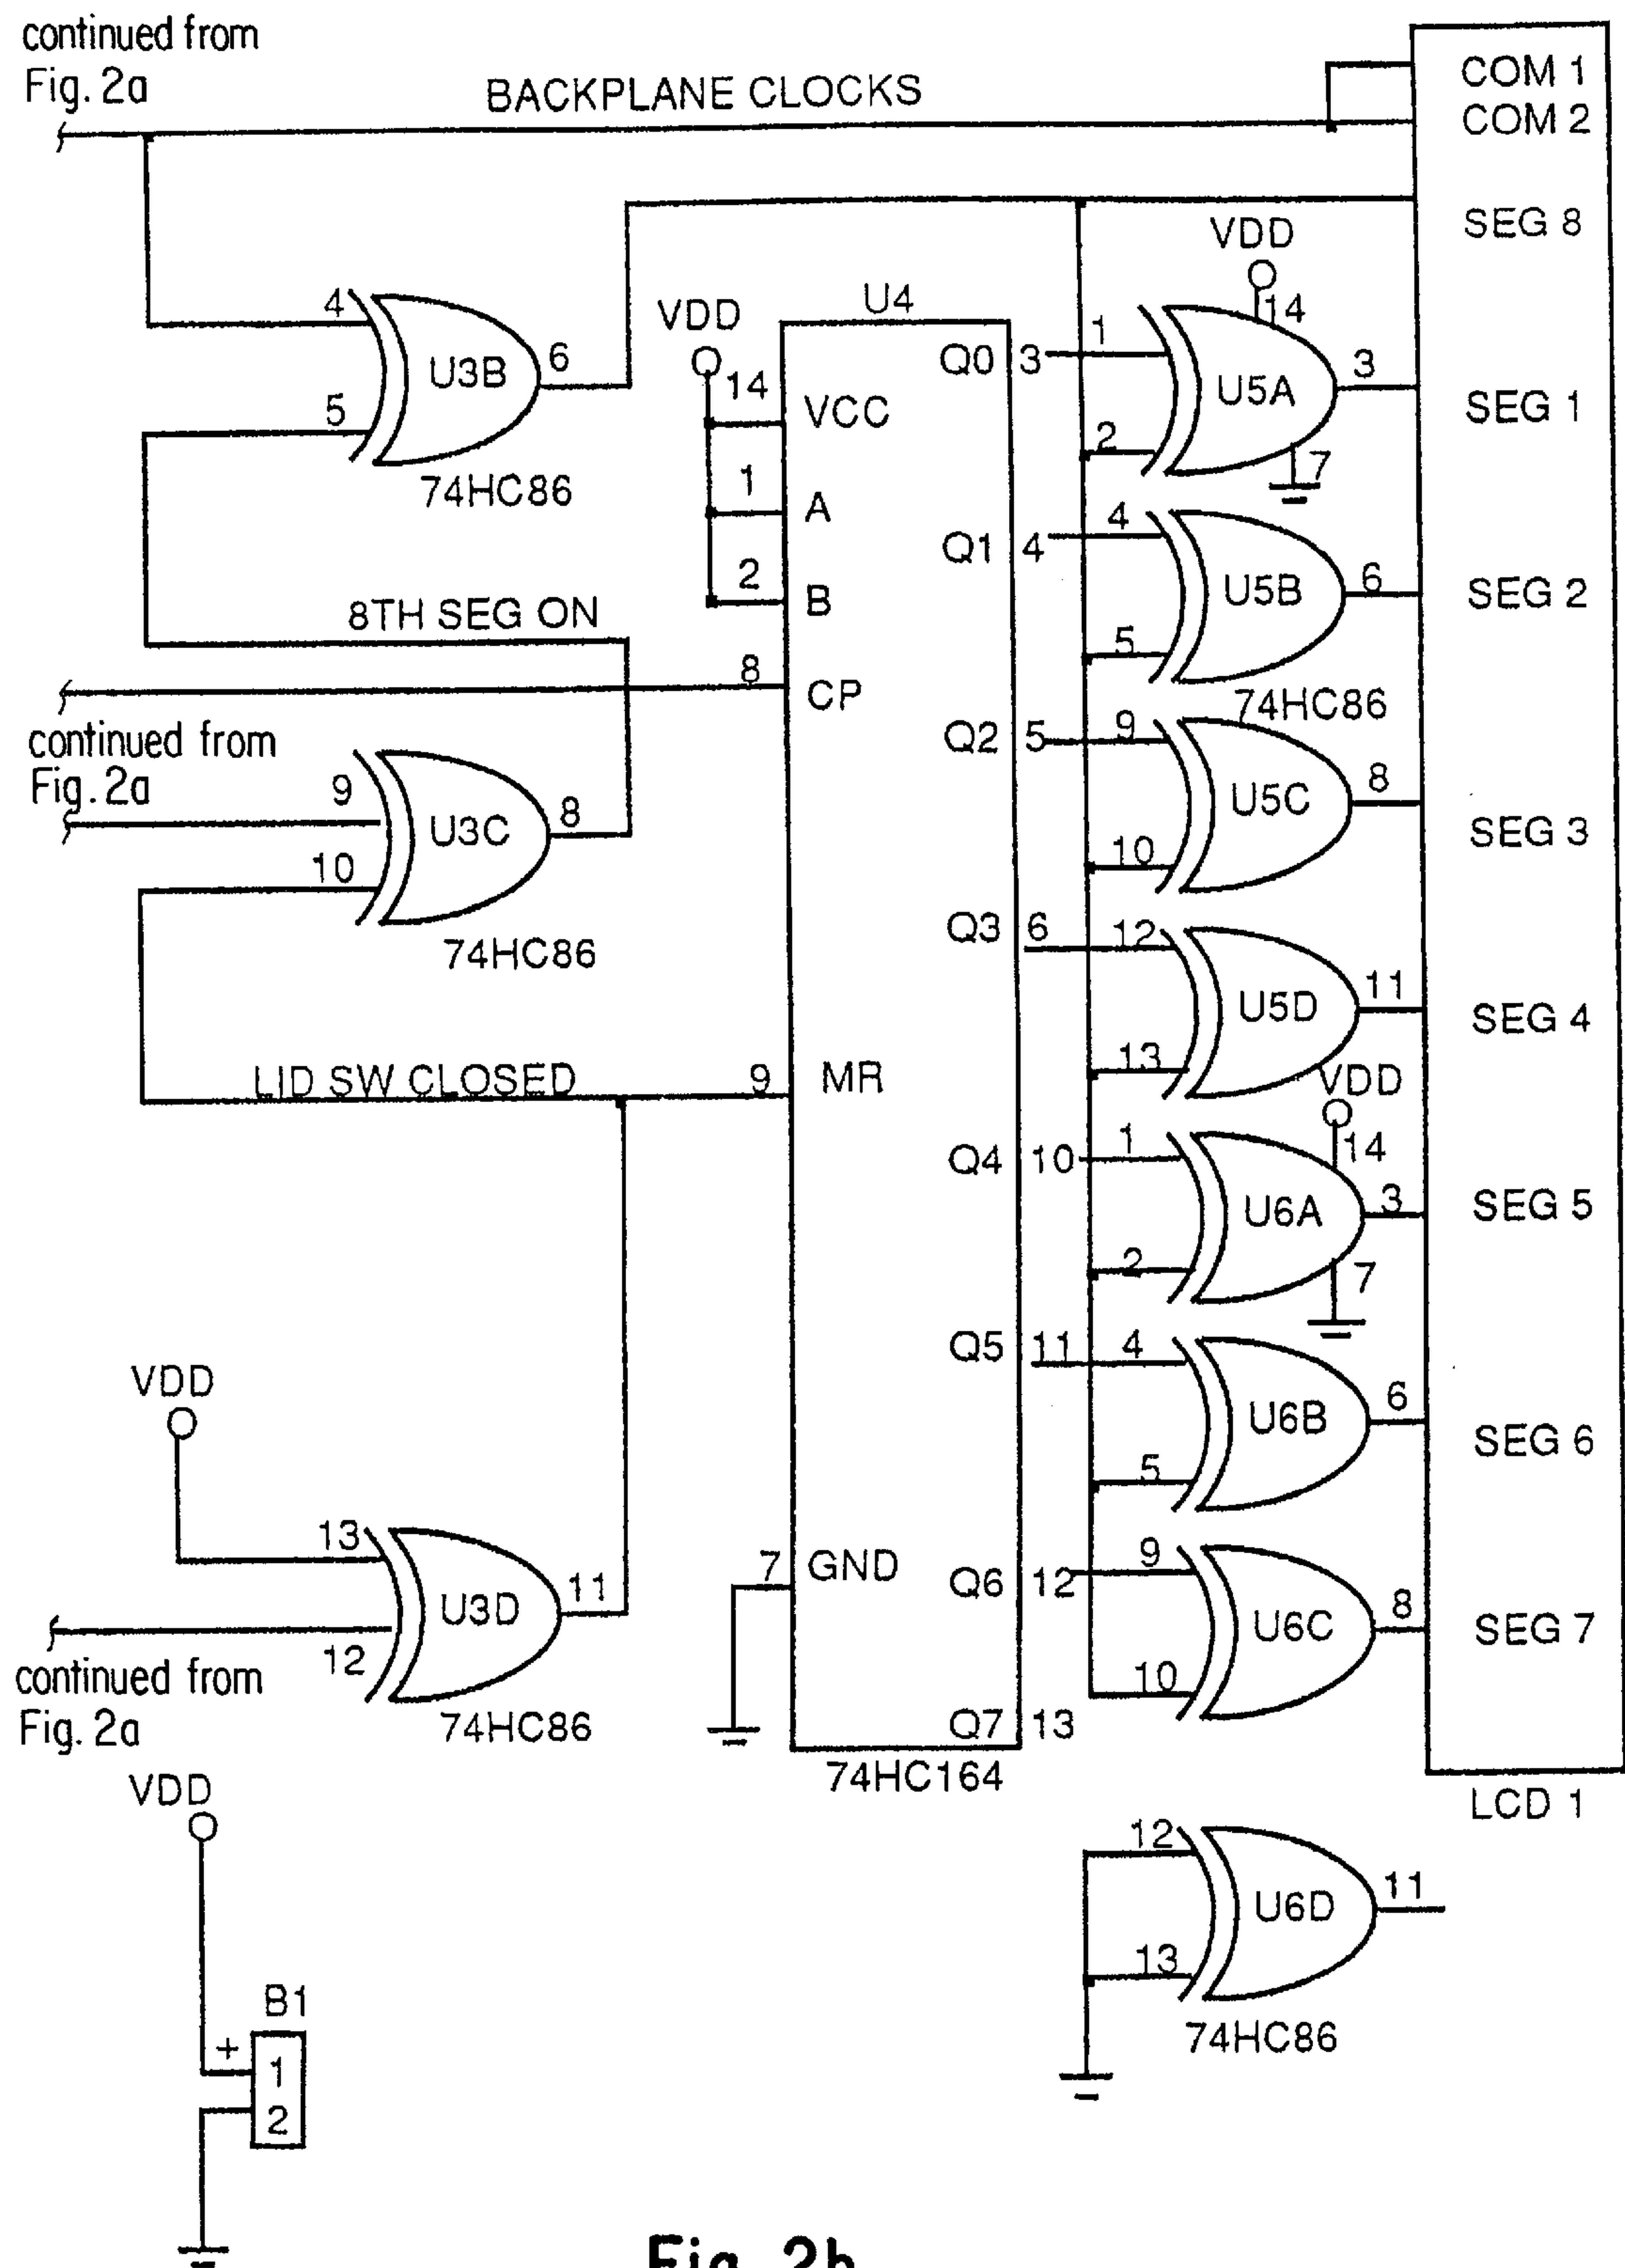 continued from
Fig. 2a
BACKPLANE CLOCKS
COM 1
COM 2
SEG 8
VDD
14
4
U3B
6
5
74HC86
VDD
U4
14
VCC
1
A
2
B
Q0 3
1
U5A
3
SEG 1
2
7
Q1 4
4
U5B
6
SEG 2
5
74HC86
8TH SEG ON
8
CP
continued from
Fig. 2a
9
U3C
8
10
74HC86
Q2 5
9
U5C
8
SEG 3
10
Q3 6
12
U5D
11
SEG 4
13
LID SW CLOSED
9
MR
VDD
14
Q4 10
1
U6A
3
SEG 5
2
7
Q5 11
4
U6B
6
SEG 6
5
VDD
13
U3D
11
12
continued from
Fig. 2a
74HC86
7
GND
Q6 12
9
U6C
8
SEG 7
10
Q7 13
74HC164
LCD 1
VDD
12
U6D
11
13
74HC86
B1
+
1
2
Fig. 2b